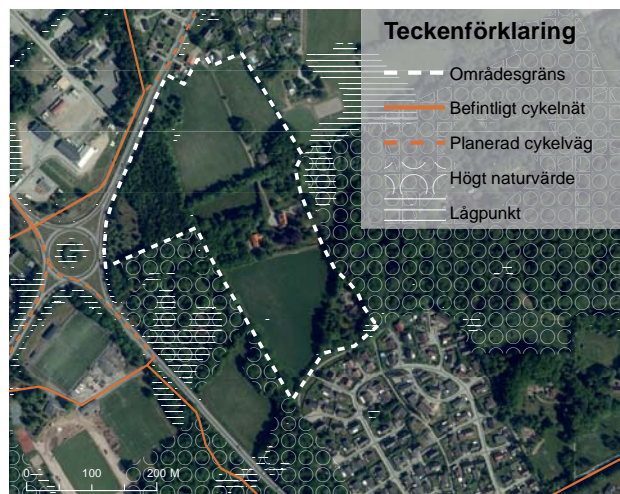 Teckenförklaring
Områdesgräns
Befintligt cykelnät
Planerad cykelväg
Högt naturvärde
Lågpunkt
0 100 200 M